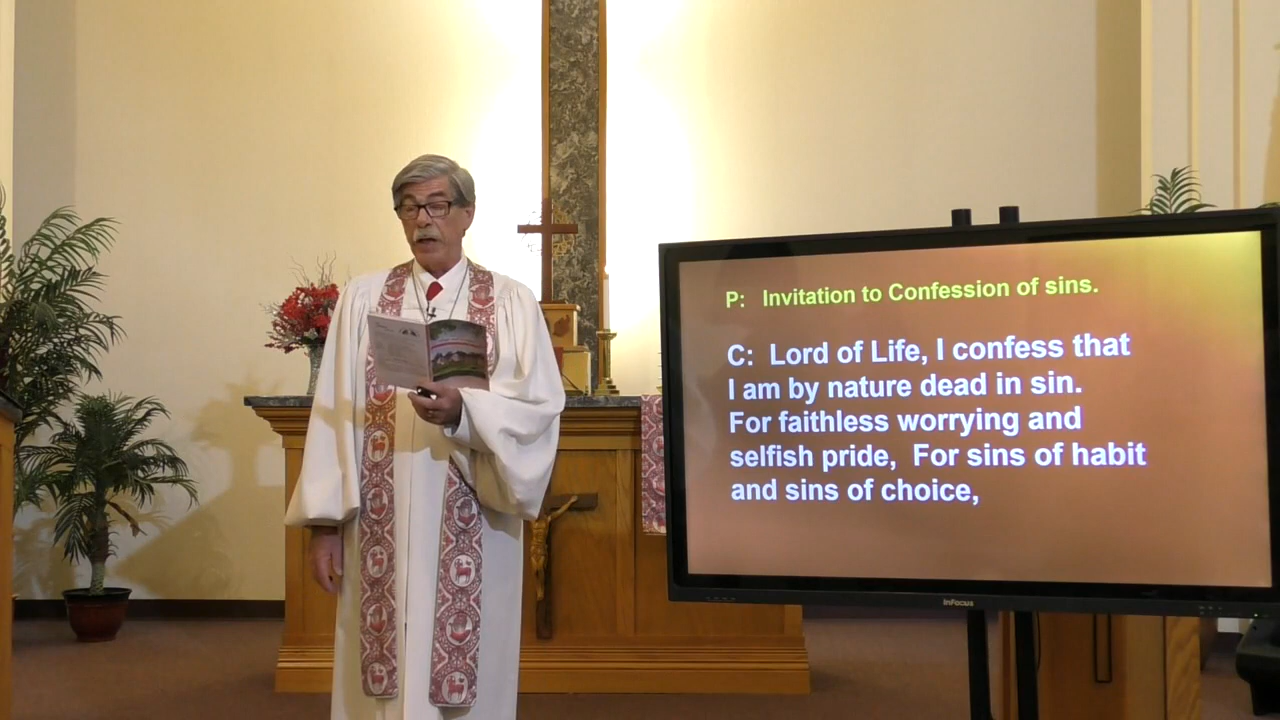 P: Invitation to Confession of sins.
C: Lord of Life, I confess that
I am by nature dead in sin.
For faithless worrying and
selfish pride, For sins of habit
and sins of choice,
InFocus